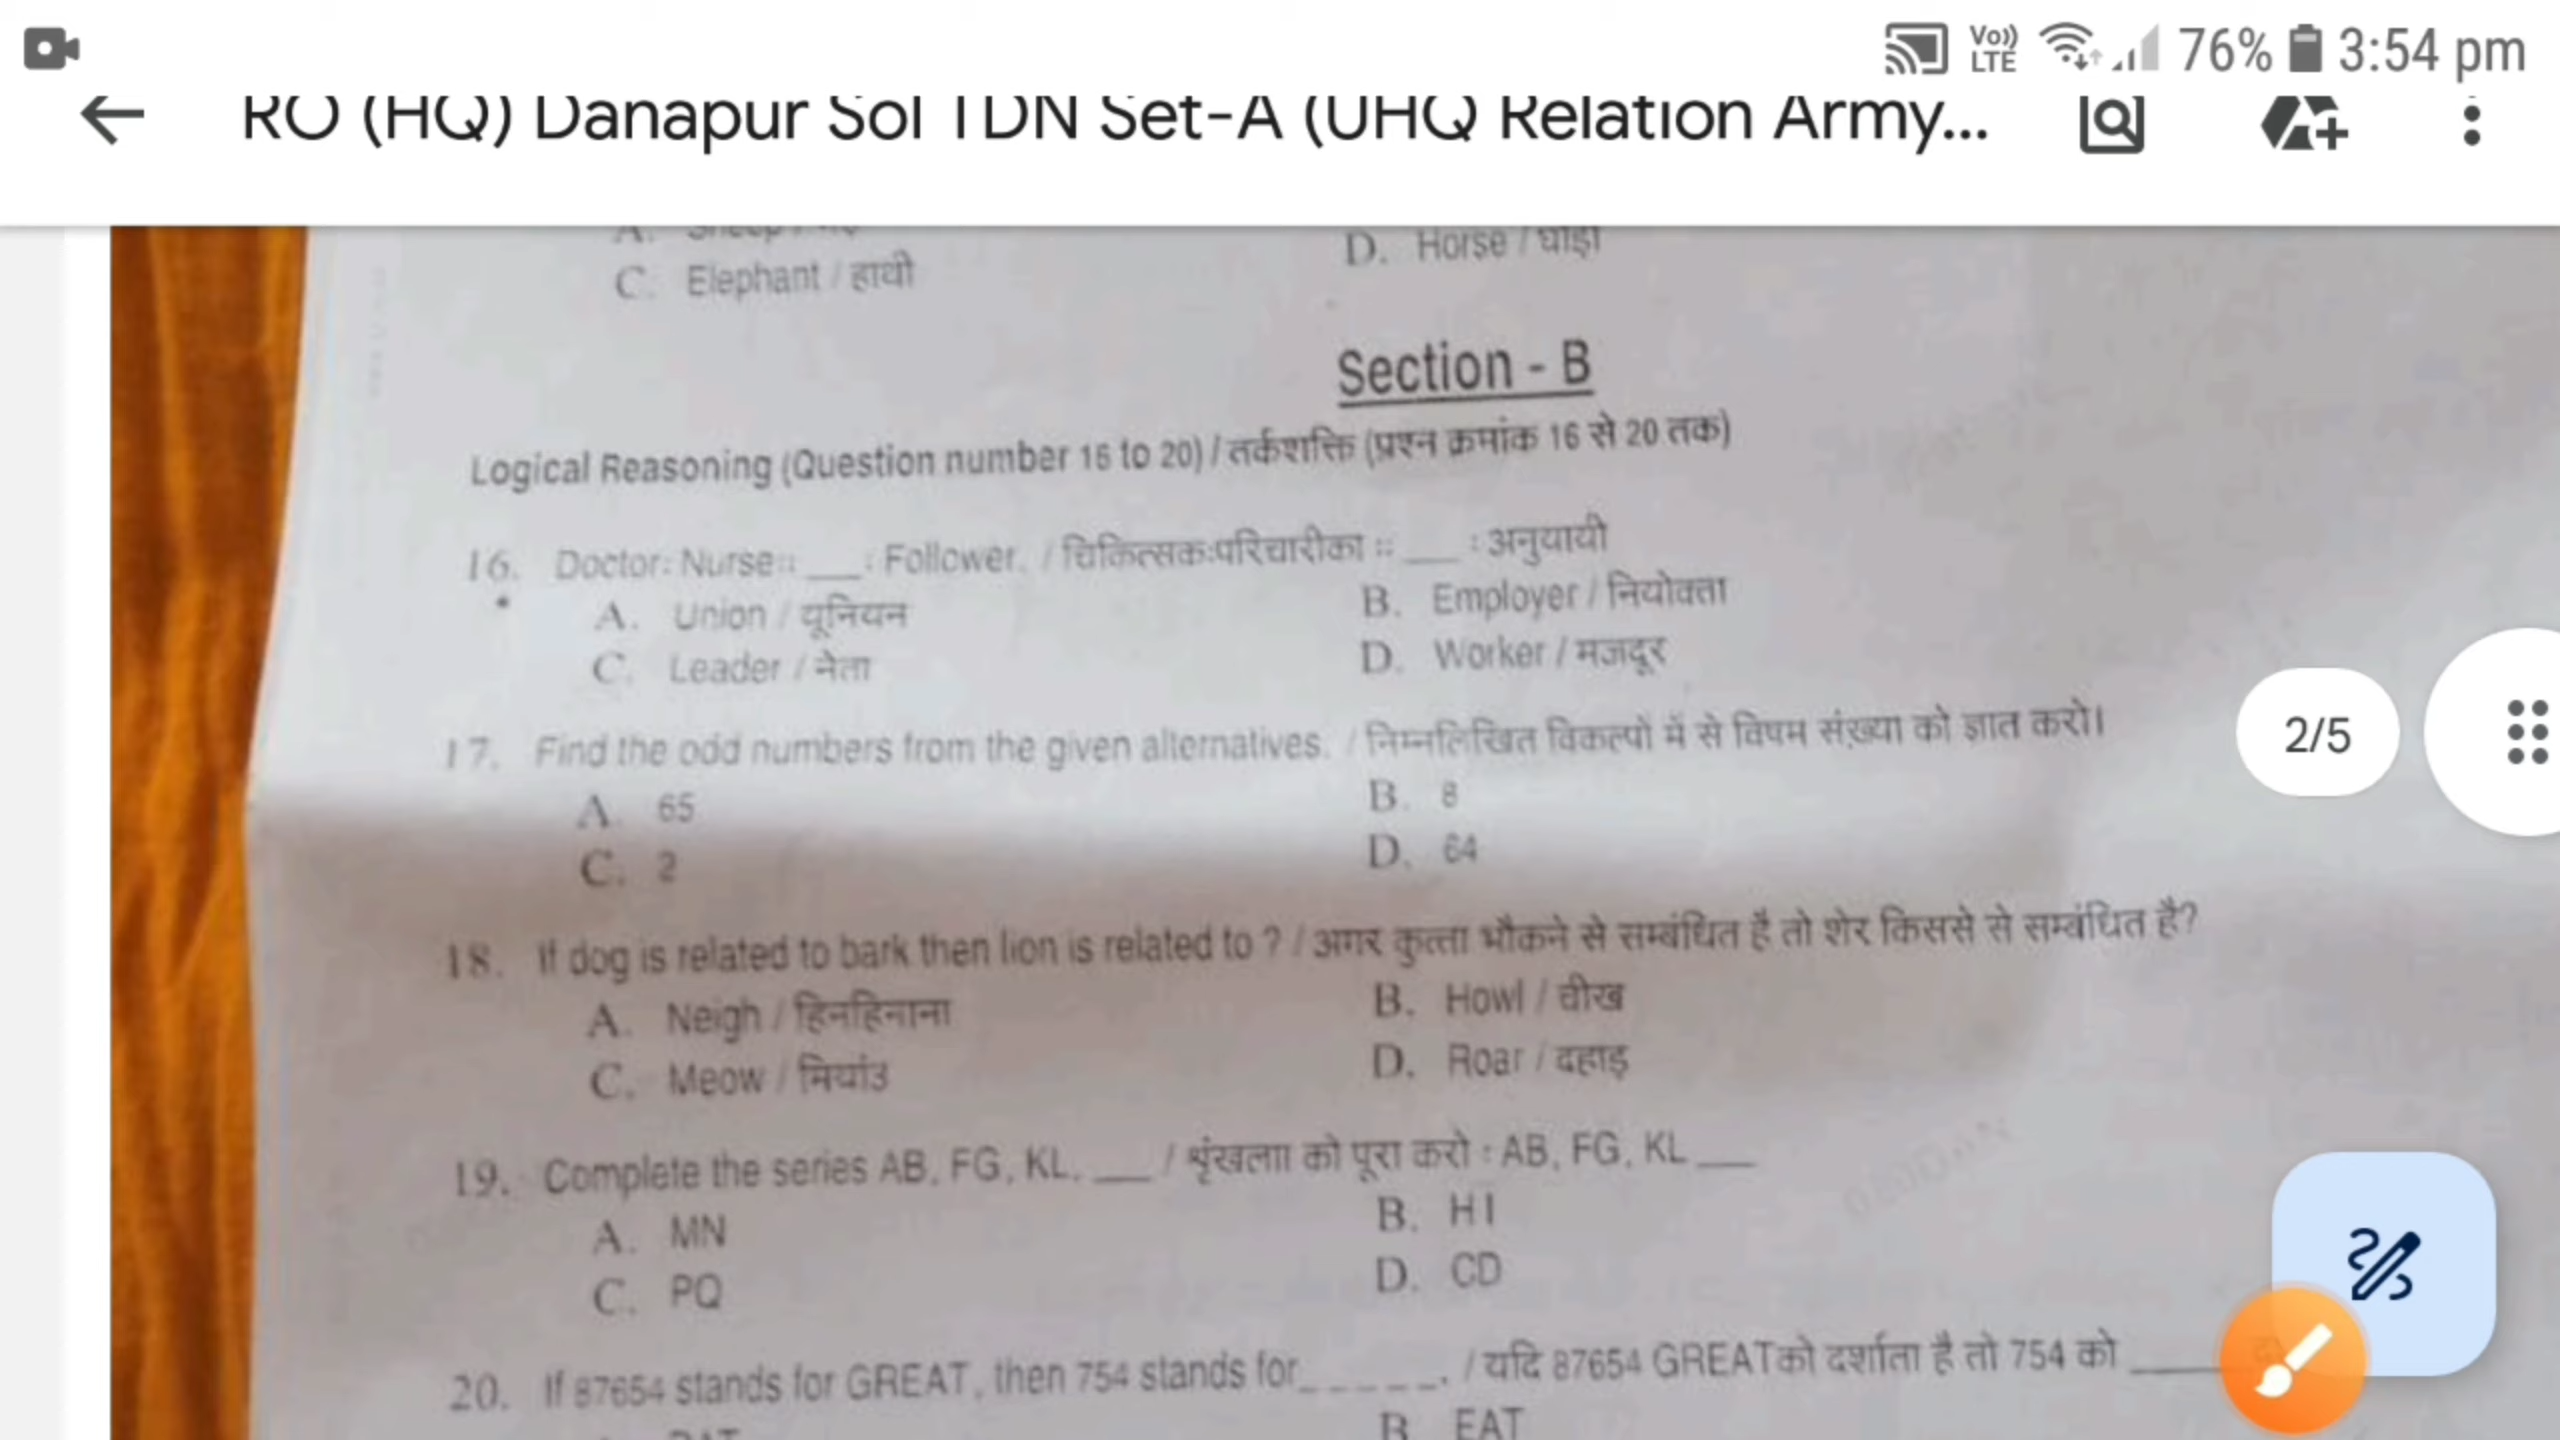 Vo)) LTE 76% 3:54 pm
RO (HQ) Danapur Sol TDN Set-A (UHQ Relation Army...
A. Sheep /
D. Horse / घोड़ा
C. Elephant / हाथी
Section - B
Logical Reasoning (Question number 16 to 20) / तर्कशक्ति (प्रश्न क्रमांक 16 से 20 तक)
16. Doctor: Nurse:: ___ : Follower. / चिकित्सक:परिचारीका :: ___ : अनुयायी
A. Union / यूनियन B. Employer / नियोक्ता
C. Leader / नेता D. Worker / मजदूर
17. Find the odd numbers from the given alternatives. / निम्नलिखित विकल्पो में से विषम संख्या को ज्ञात करो।
A. 65 B. 8
C. 2 D. 64
2/5
18. If dog is related to bark then lion is related to ? / अगर कुत्ता भौकने से सम्बंधित है तो शेर किससे से सम्बंधित है?
A. Neigh / हिनहिनाना B. Howl / चीख
C. Meow / मियांउ D. Roar / दहाड़
19. Complete the series AB, FG, KL, ___ / श्रृंखलाा को पूरा करो : AB, FG, KL ___
A. MN B. HI
C. PQ D. CD
20. If 87654 stands for GREAT, then 754 stands for_ _ _ _ _. / यदि 87654 GREATको दर्शाता है तो 754 को ____
B EAT